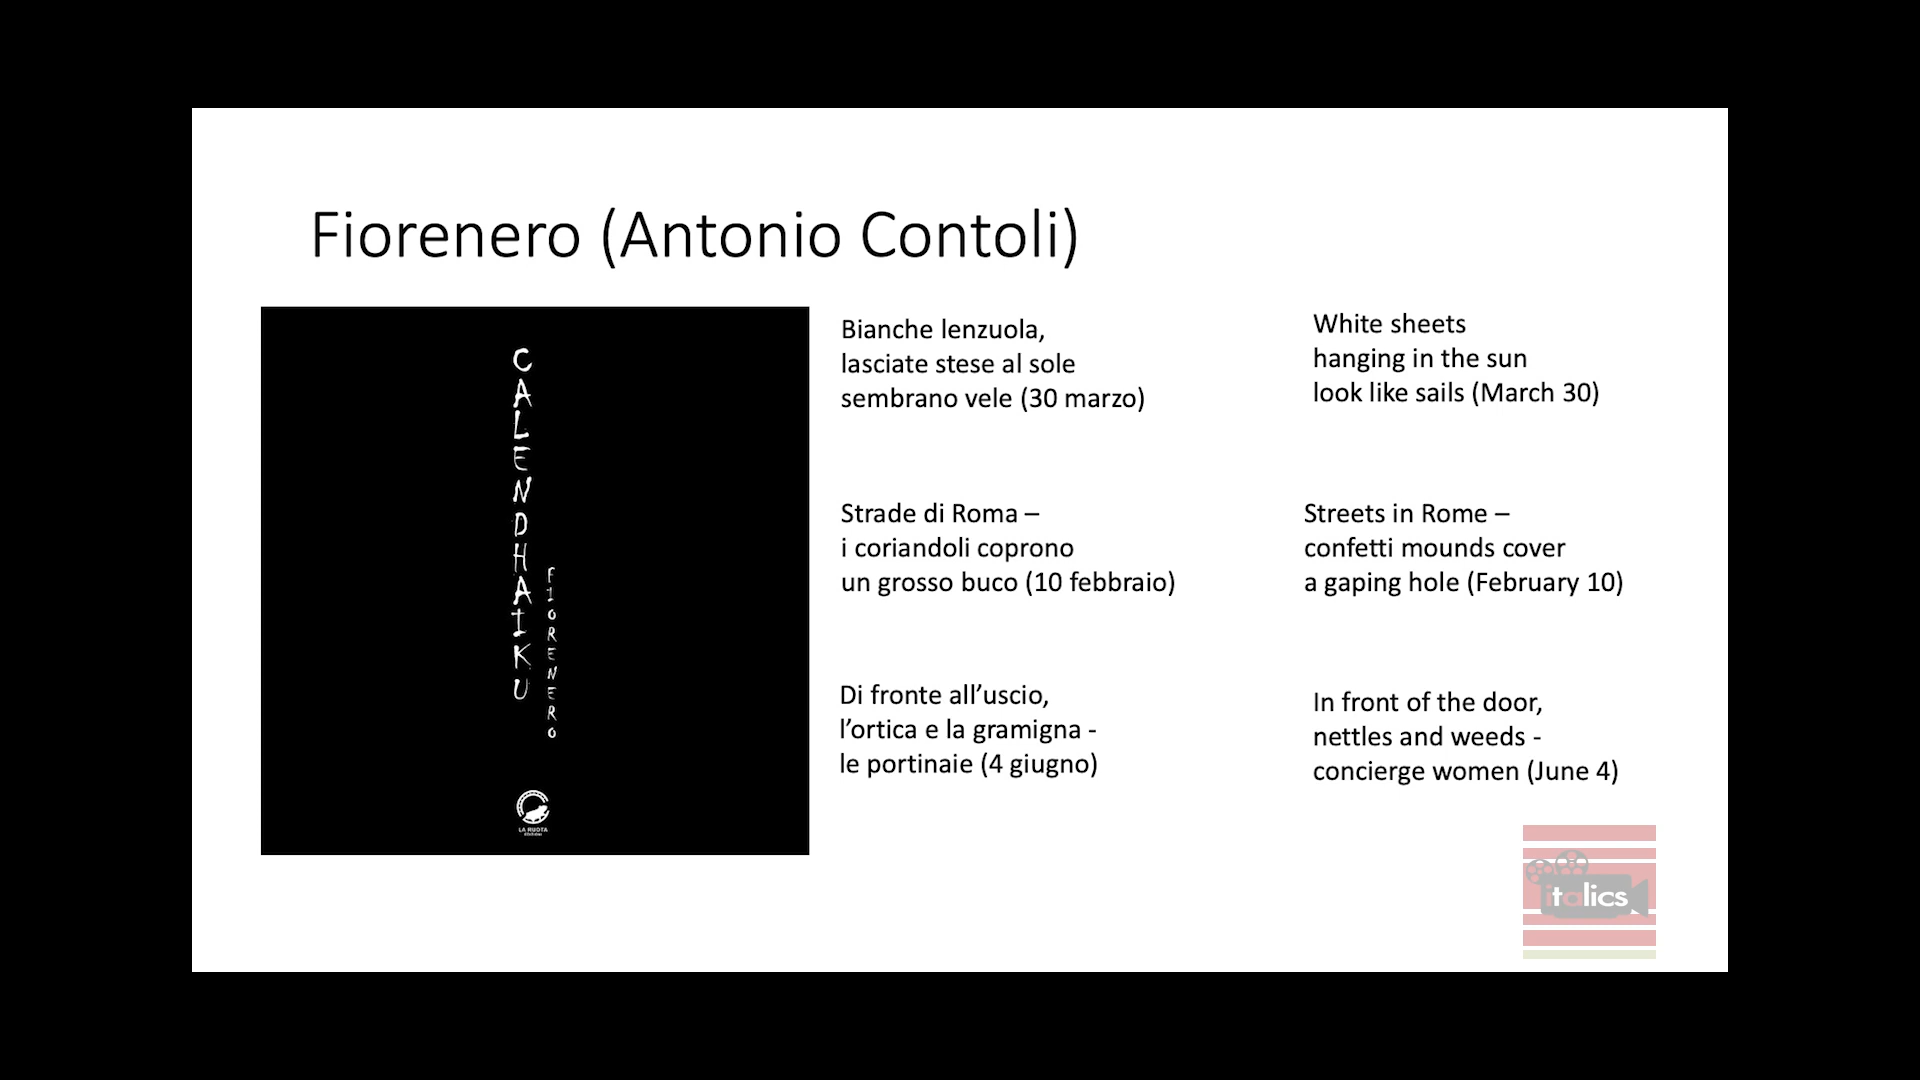 Fiorenero (Antonio Contoli)
CALENDHAIKU
FIORENERO
LA RUOTA
Bianche lenzuola,
lasciate stese al sole
sembrano vele (30 marzo)
White sheets
hanging in the sun
look like sails (March 30)
Strade di Roma –
i coriandoli coprono
un grosso buco (10 febbraio)
Streets in Rome –
confetti mounds cover
a gaping hole (February 10)
Di fronte all’uscio,
l’ortica e la gramigna -
le portinaie (4 giugno)
In front of the door,
nettles and weeds -
concierge women (June 4)
italics